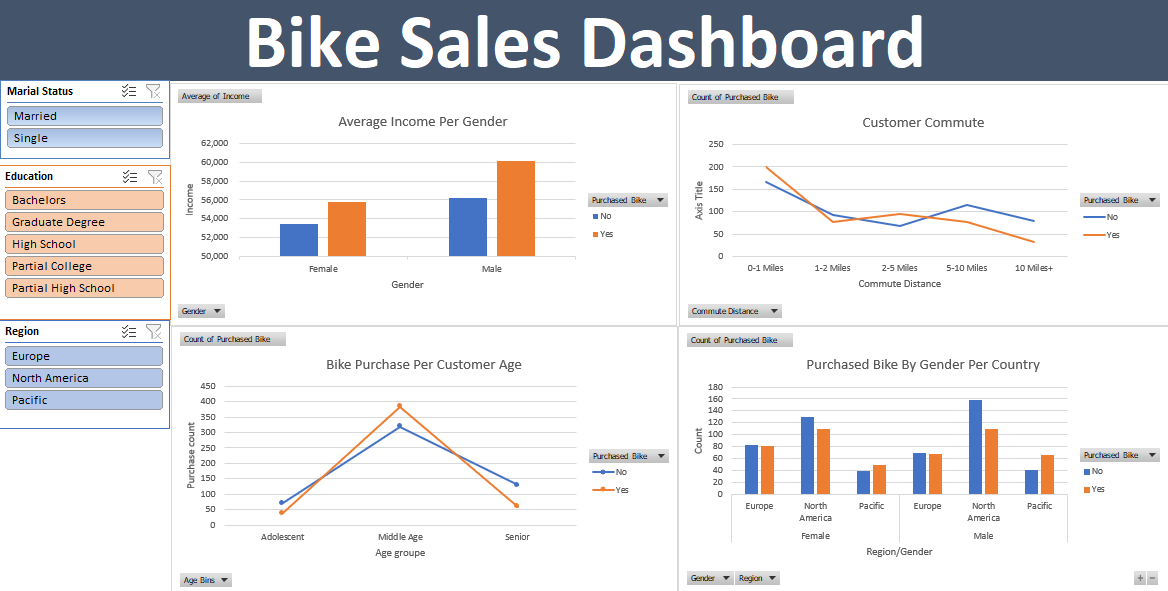 Bike Sales Dashboard
Marial Status
Married
Single
Education
Bachelors
Graduate Degree
High School
Partial College
Partial High School
Region
Europe
North America
Pacific
Average of Income
Average Income Per Gender
62,000
60,000
58,000
56,000
54,000
52,000
50,000
Income
Female
Male
Gender
Purchased Bike
No
Yes
Gender
Count of Purchased Bike
Customer Commute
250
200
150
100
50
0
Axis Title
0-1 Miles
1-2 Miles
2-5 Miles
5-10 Miles
10 Miles+
Commute Distance
Purchased Bike
No
Yes
Commute Distance
Count of Purchased Bike
Bike Purchase Per Customer Age
450
400
350
300
250
200
150
100
50
0
Purchase count
Adolescent
Middle Age
Senior
Age groupe
Purchased Bike
No
Yes
Age Bins
Count of Purchased Bike
Purchased Bike By Gender Per Country
180
160
140
120
100
80
60
40
20
0
Count
Europe
North
America
Pacific
Europe
North
America
Pacific
Female
Male
Region/Gender
Purchased Bike
No
Yes
Gender
Region
+ −